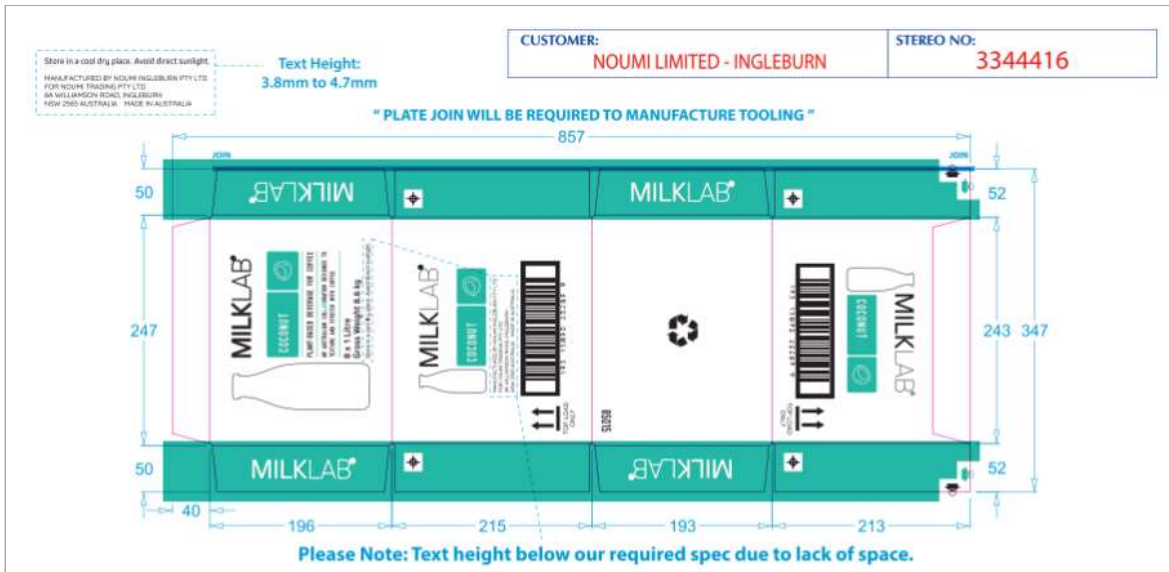 CUSTOMER:
NOUMI LIMITED - INGLEBURN
STEREO NO:
3344416
Store in a cool dry place. Avoid direct sunlight.
MANUFACTURED BY NOUMI INGLEBURN PTY LTD
FOR NOUMI TRADING PTY LTD
6A WILLIAMSON ROAD, INGLEBURN
NSW 2565 AUSTRALIA MADE IN AUSTRALIA
Text Height:
3.8mm to 4.7mm
" PLATE JOIN WILL BE REQUIRED TO MANUFACTURE TOOLING "
857
JOIN
JOIN
50
MILKLAB
MILKLAB
52
247
MILKLAB
COCONUT
PLANT-BASED BEVERAGE FOR COFFEE
8 x 1 Litre
Gross Weight 8.6 kg
MILKLAB
COCONUT
TOP LOAD
ONLY
85015
MILKLAB
COCONUT
TOP LOAD
ONLY
243
347
50
MILKLAB
MILKLAB
52
40
196
215
193
213
Please Note: Text height below our required spec due to lack of space.